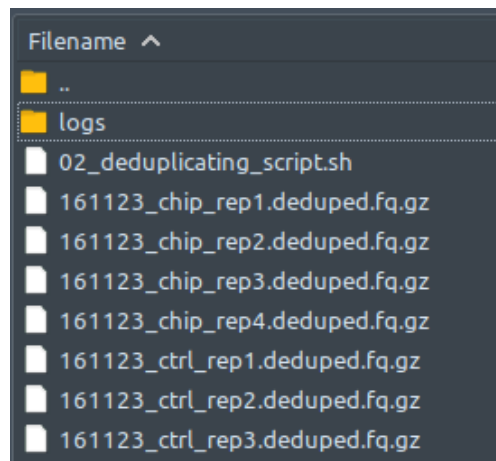 Filename
..
logs
02_deduplicating_script.sh
161123_chip_rep1.deduped.fq.gz
161123_chip_rep2.deduped.fq.gz
161123_chip_rep3.deduped.fq.gz
161123_chip_rep4.deduped.fq.gz
161123_ctrl_rep1.deduped.fq.gz
161123_ctrl_rep2.deduped.fq.gz
161123_ctrl_rep3.deduped.fq.gz